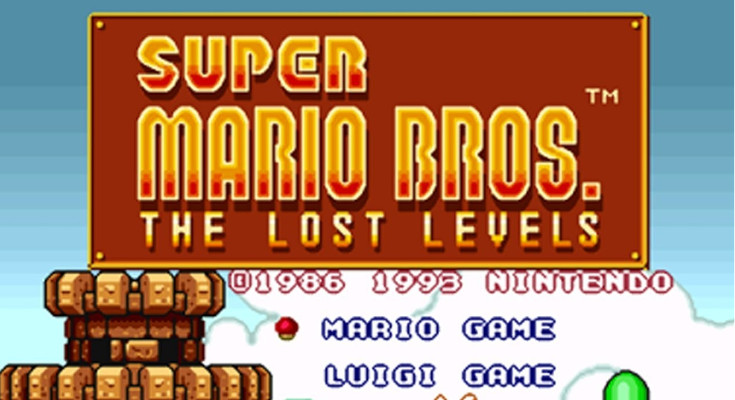 SUPER
MARIO BROS.™
THE LOST LEVELS
©1986 1993 NINTENDO
MARIO GAME
LUIGI GAME